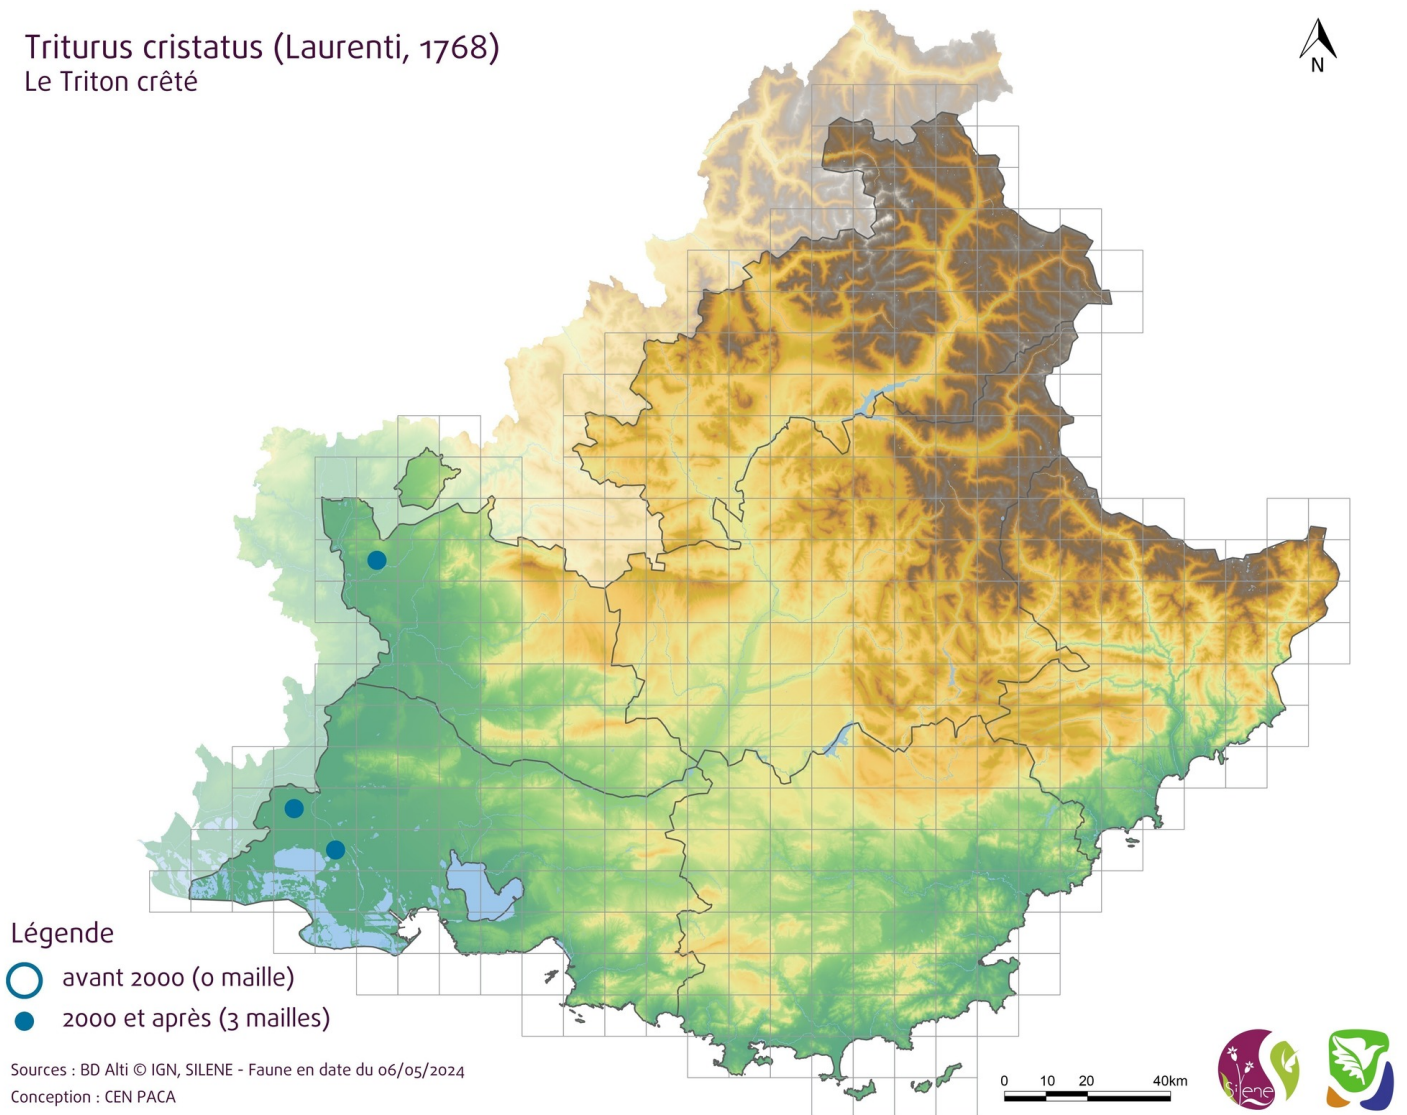 Triturus cristatus (Laurenti, 1768)
Le Triton crêté
N
Légende
avant 2000 (0 maille)
2000 et après (3 mailles)
Sources : BD Alti © IGN, SILENE - Faune en date du 06/05/2024
Conception : CEN PACA
0 10 20 40km
Silene